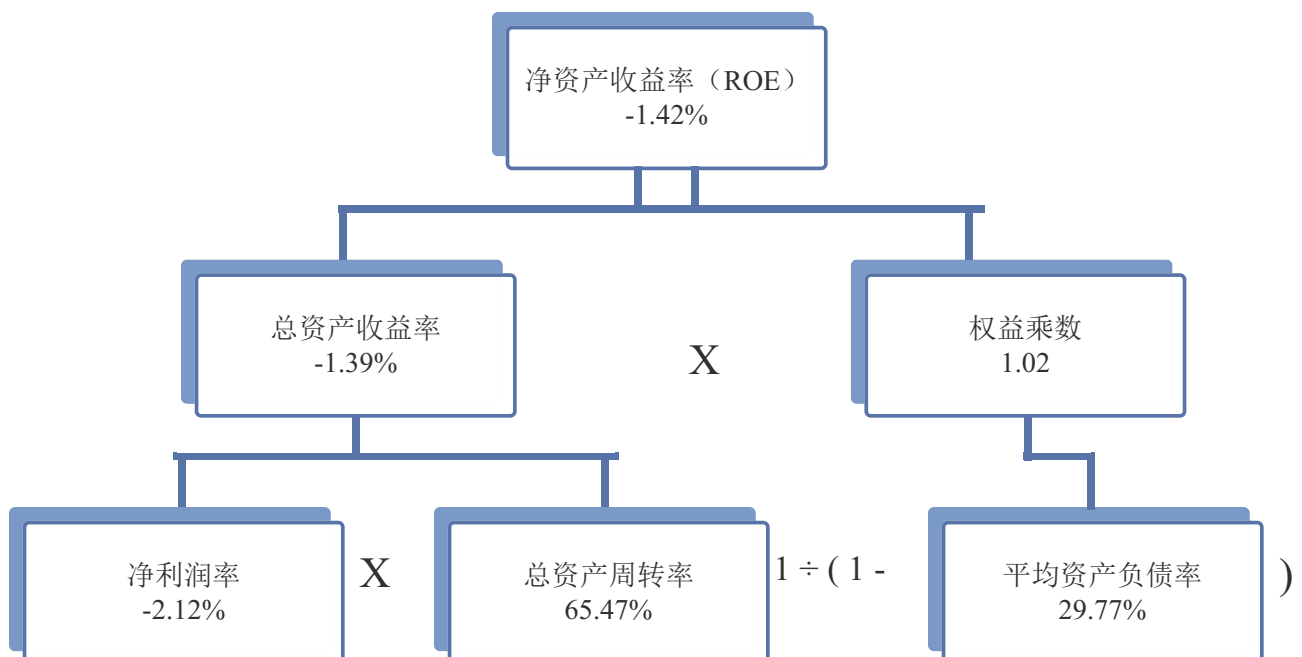 净资产收益率（ROE）
-1.42%
总资产收益率
-1.39%
X
权益乘数
1.02
净利润率
-2.12%
X
总资产周转率
65.47%
1 ÷ ( 1 -
平均资产负债率
29.77%
)